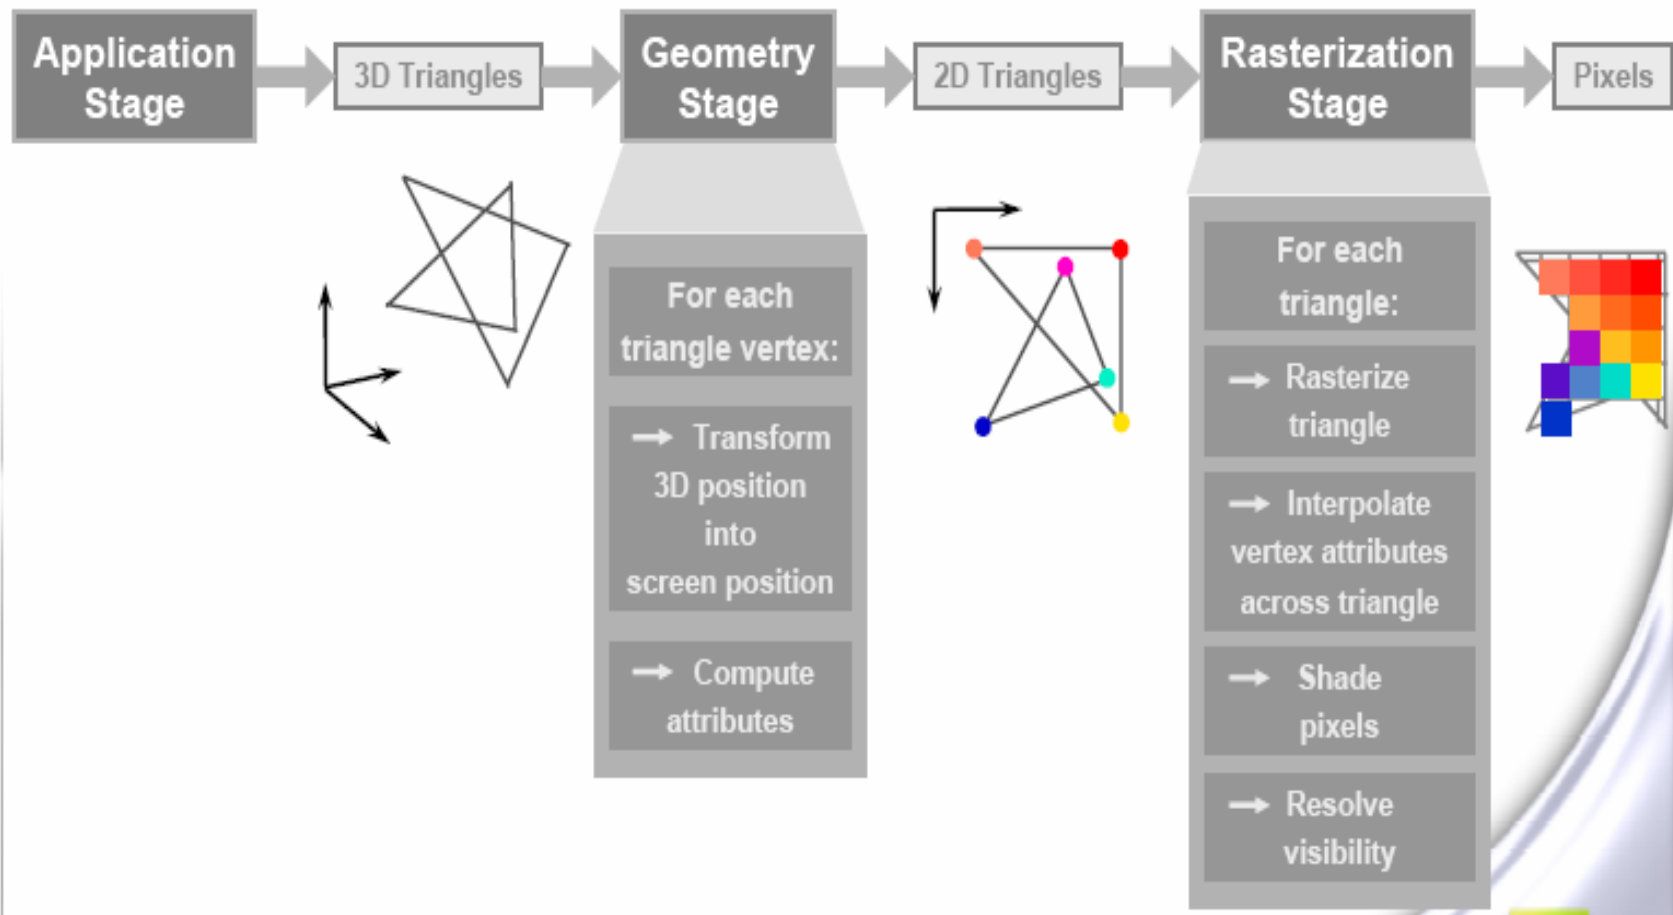 Application
Stage
3D Triangles
Geometry
Stage
2D Triangles
Rasterization
Stage
Pixels
For each
triangle vertex:
→ Transform
3D position
into
screen position
→ Compute
attributes
For each
triangle:
→ Rasterize
triangle
→ Interpolate
vertex attributes
across triangle
→ Shade
pixels
→ Resolve
visibility